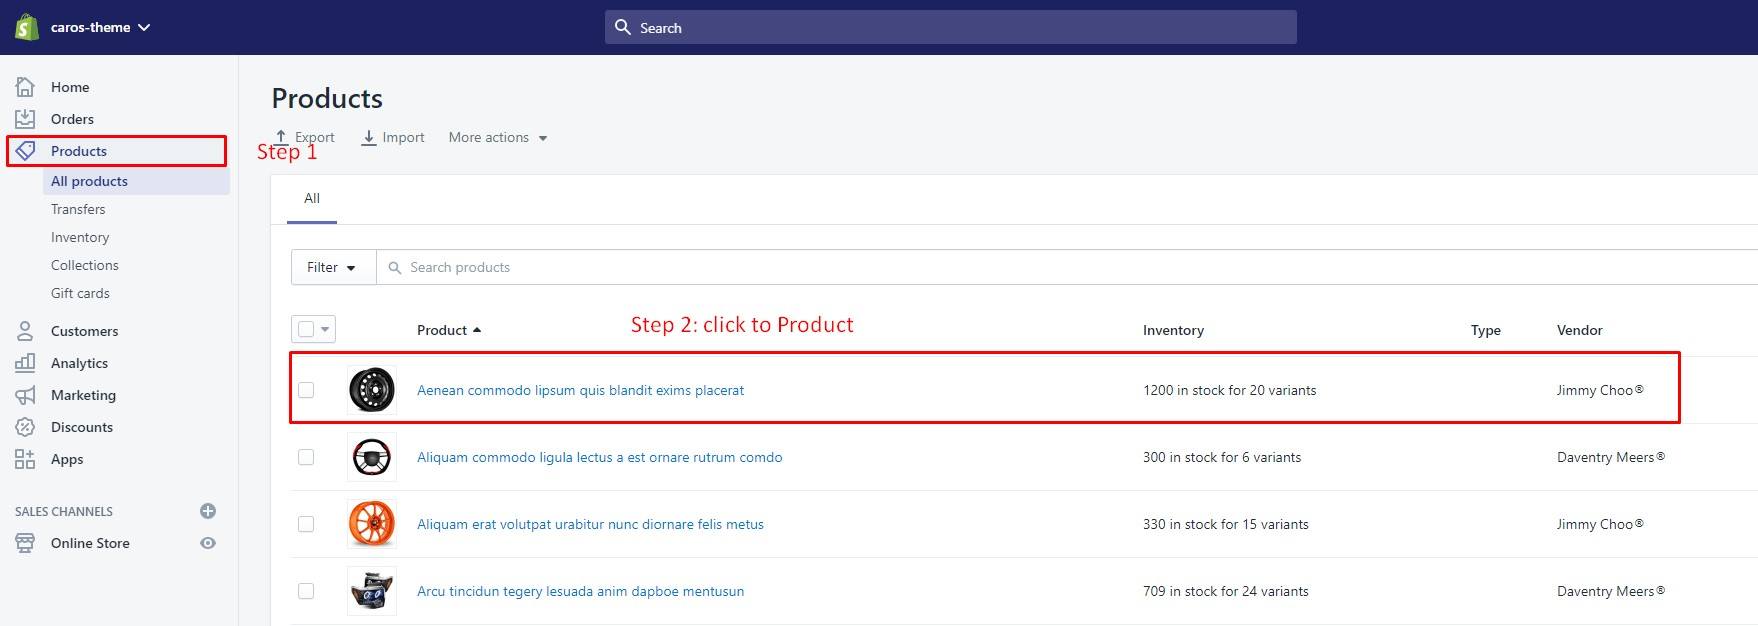 caros-theme
Search
Home
Orders
Products
All products
Transfers
Inventory
Collections
Gift cards
Customers
Analytics
Marketing
Discounts
Apps
SALES CHANNELS
Online Store
Products
Export Import More actions
Step 1
All
Filter Search products
Step 2: click to Product
Product Inventory Type Vendor
Aenean commodo lipsum quis blandit exims placerat 1200 in stock for 20 variants Jimmy Choo®
Aliquam commodo ligula lectus a est ornare rutrum comdo 300 in stock for 6 variants Daventry Meers®
Aliquam erat volutpat urabitur nunc diornare felis metus 330 in stock for 15 variants Jimmy Choo®
Arcu tincidun tegery lesuada anim dapboe mentusun 709 in stock for 24 variants Daventry Meers®